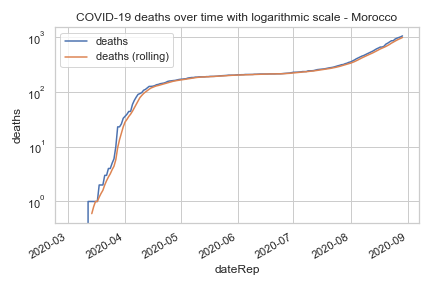 COVID-19 deaths over time with logarithmic scale - Morocco
deaths
deaths (rolling)
10³
10²
10¹
10⁰
deaths
2020-03
2020-04
2020-05
2020-06
2020-07
2020-08
2020-09
dateRep